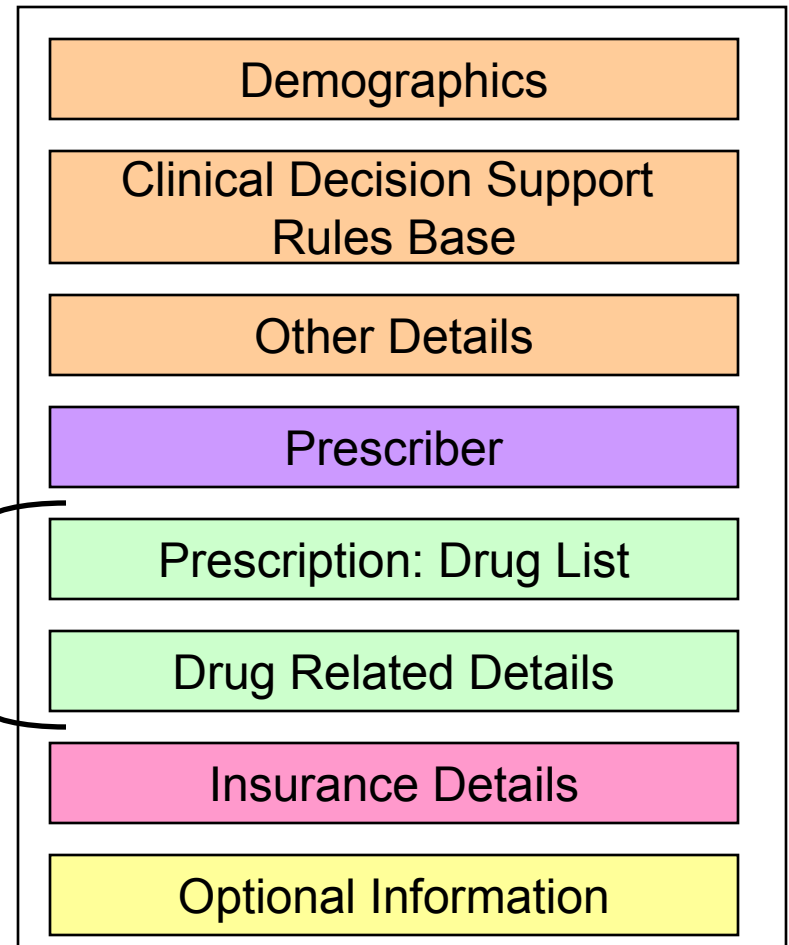 Demographics
Clinical Decision Support
Rules Base
Other Details
Prescriber
Prescription: Drug List
Drug Related Details
Insurance Details
Optional Information